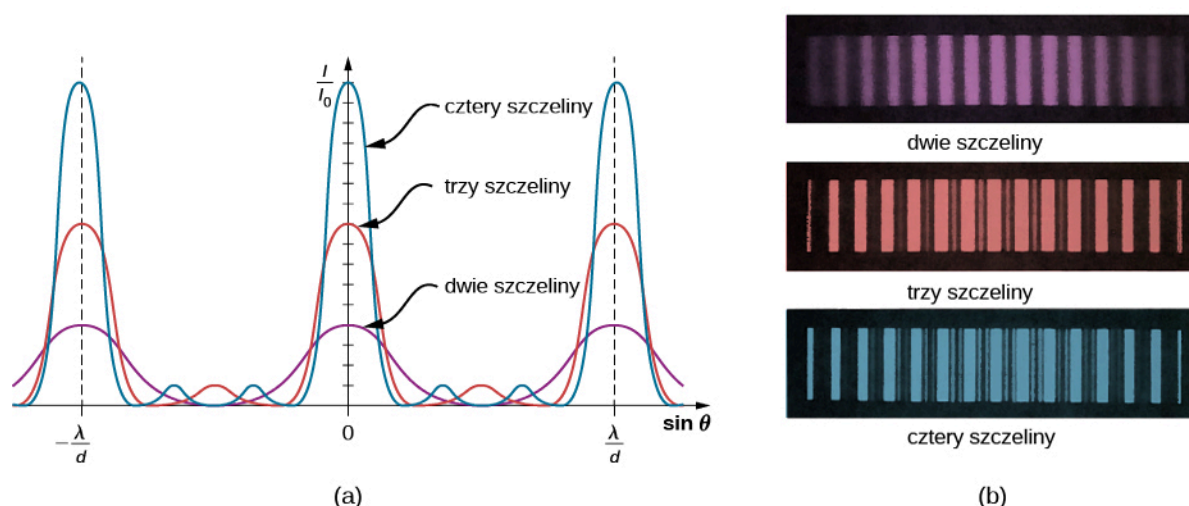 I/I₀
cztery szczeliny
trzy szczeliny
dwie szczeliny
sin θ
−λ/d
0
λ/d
(a)
dwie szczeliny
trzy szczeliny
cztery szczeliny
(b)